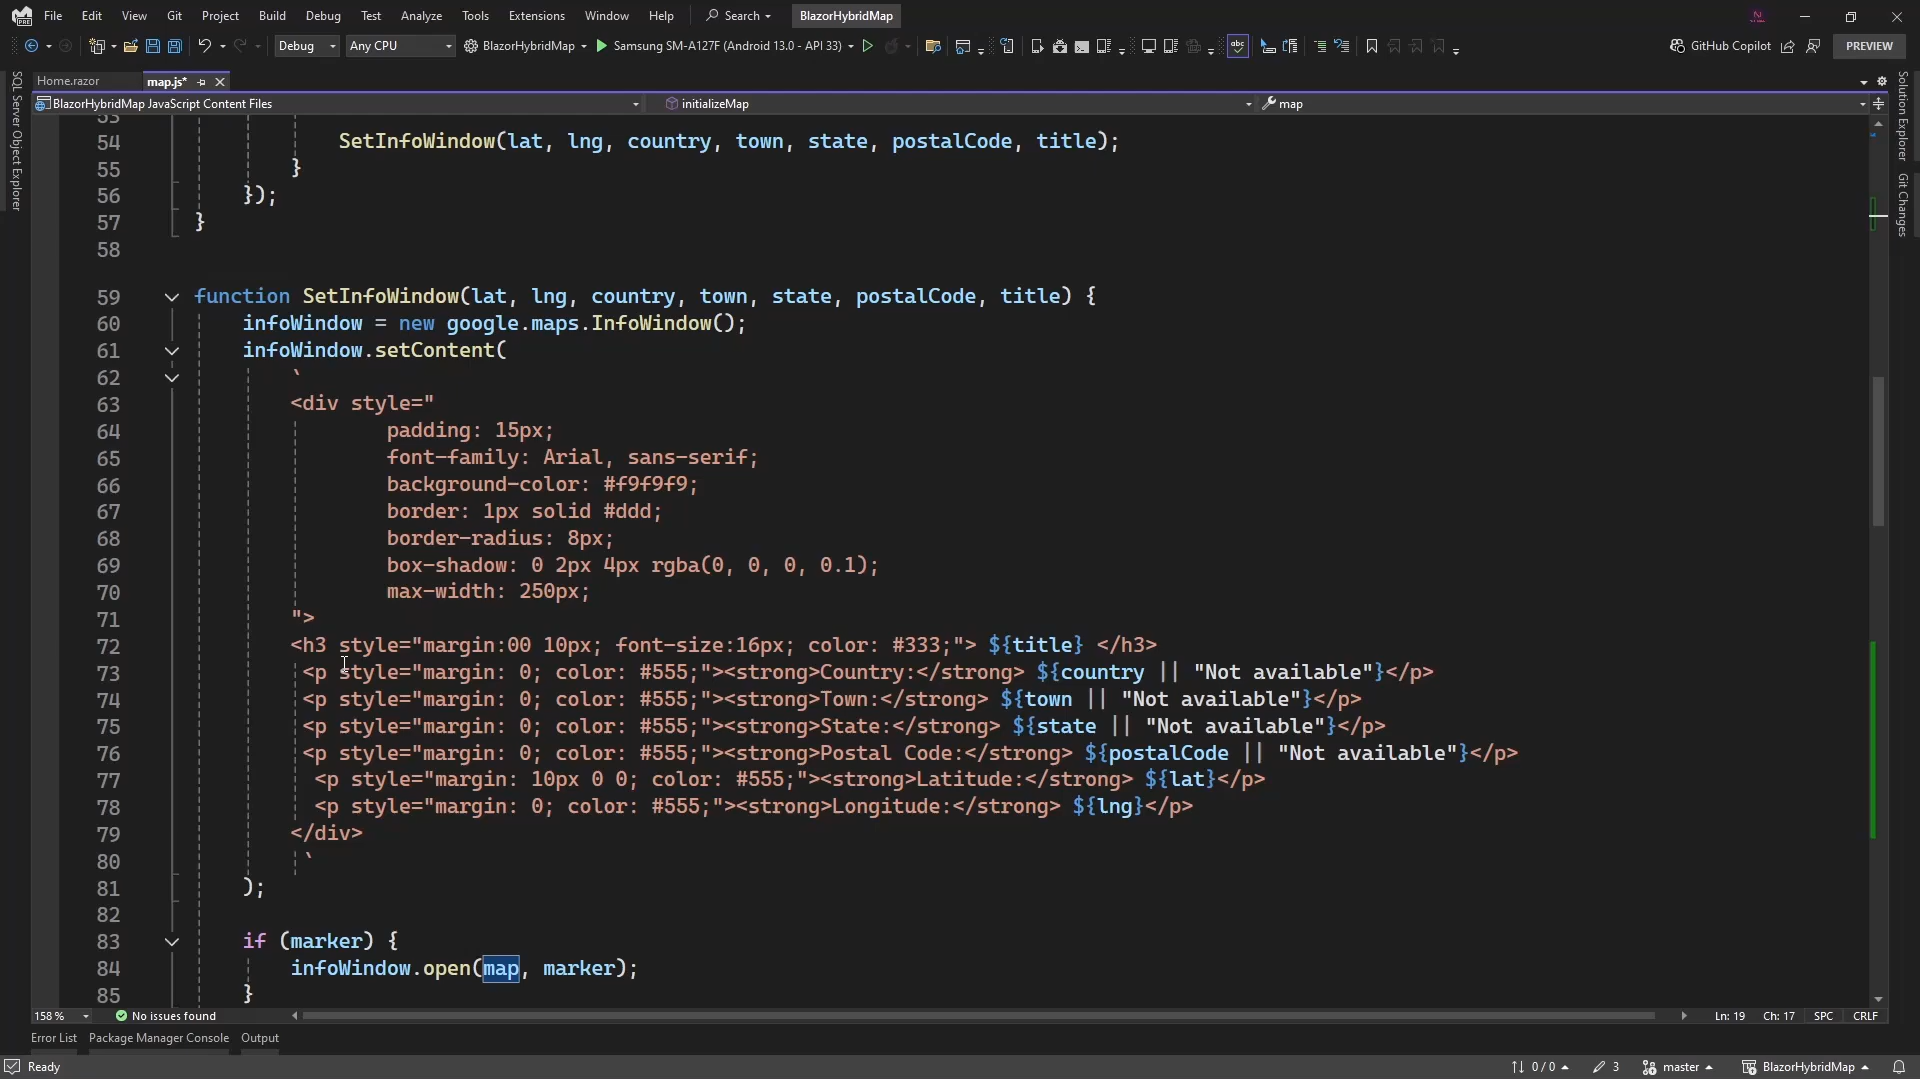 File Edit View Git Project Build Debug Test Analyze Tools Extensions Window Help Search BlazorHybridMap
Debug Any CPU BlazorHybridMap Samsung SM-A127F (Android 13.0 - API 33) GitHub Copilot PREVIEW
Home.razor map.js*
BlazorHybridMap JavaScript Content Files initializeMap map
SQL Server Object Explorer
Solution Explorer
Git Changes
53
54 SetInfoWindow(lat, lng, country, town, state, postalCode, title);
55 }
56 });
57 }
58
59 function SetInfoWindow(lat, lng, country, town, state, postalCode, title) {
60 infoWindow = new google.maps.InfoWindow();
61 infoWindow.setContent(
62 `
63 <div style="
64 padding: 15px;
65 font-family: Arial, sans-serif;
66 background-color: #f9f9f9;
67 border: 1px solid #ddd;
68 border-radius: 8px;
69 box-shadow: 0 2px 4px rgba(0, 0, 0, 0.1);
70 max-width: 250px;
71 ">
72 <h3 style="margin:00 10px; font-size:16px; color: #333;"> ${title} </h3>
73 <p style="margin: 0; color: #555;"><strong>Country:</strong> ${country || "Not available"}</p>
74 <p style="margin: 0; color: #555;"><strong>Town:</strong> ${town || "Not available"}</p>
75 <p style="margin: 0; color: #555;"><strong>State:</strong> ${state || "Not available"}</p>
76 <p style="margin: 0; color: #555;"><strong>Postal Code:</strong> ${postalCode || "Not available"}</p>
77 <p style="margin: 10px 0 0; color: #555;"><strong>Latitude:</strong> ${lat}</p>
78 <p style="margin: 0; color: #555;"><strong>Longitude:</strong> ${lng}</p>
79 </div>
80 `
81 );
82
83 if (marker) {
84 infoWindow.open(map, marker);
85 }
158 % No issues found Ln: 19 Ch: 17 SPC CRLF
Error List Package Manager Console Output
Ready 0 / 0 3 master BlazorHybridMap